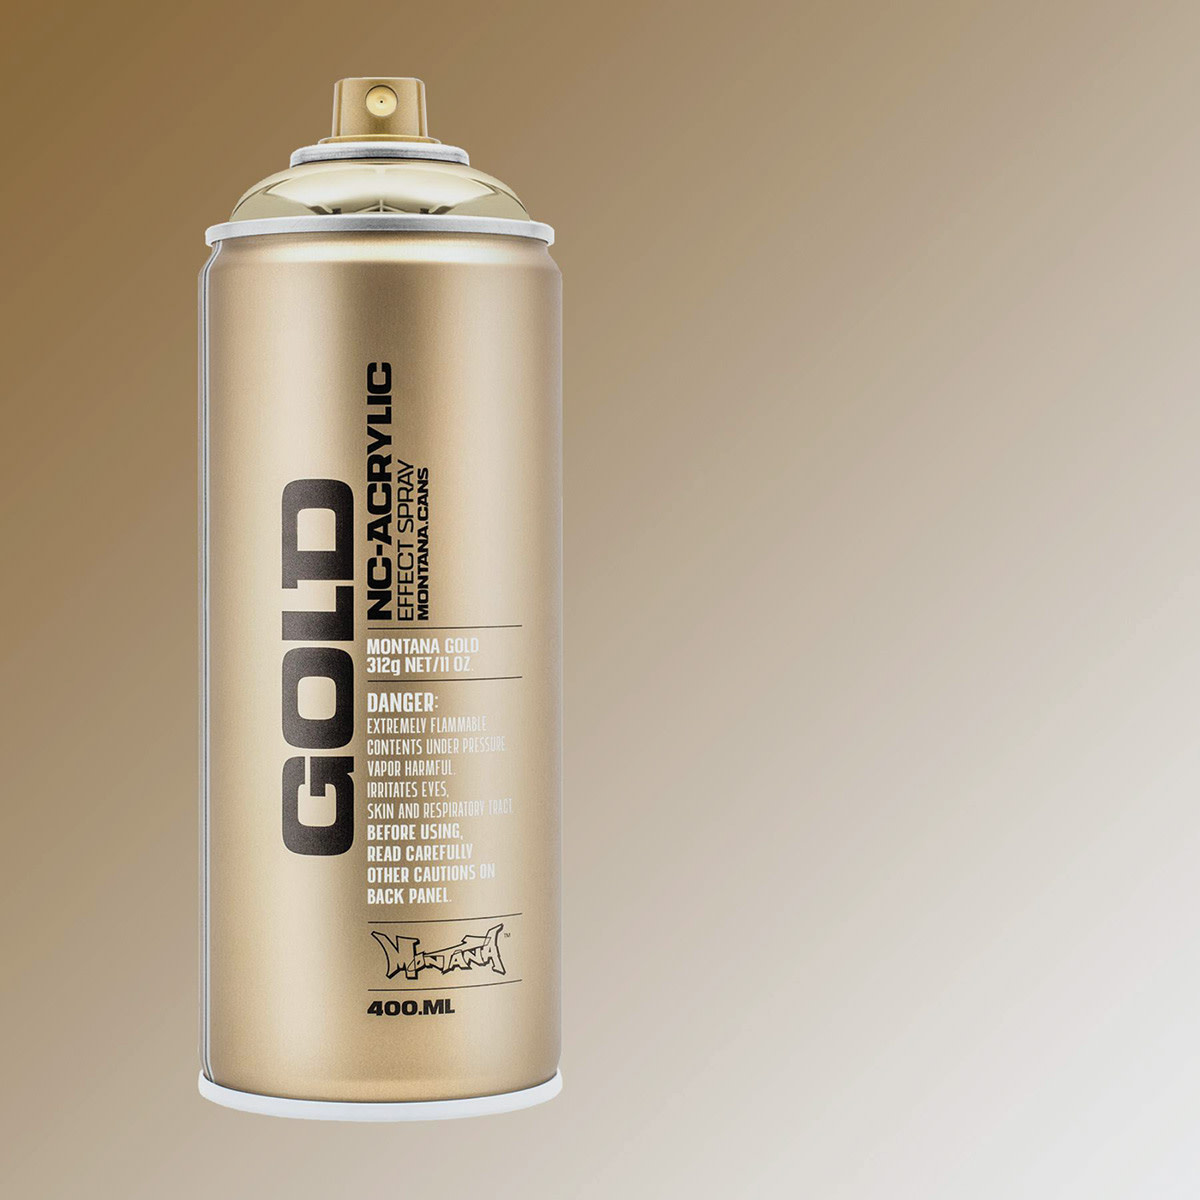 GOLD
NC-ACRYLIC
EFFECT SPRAY
MONTANA.CANS
MONTANA GOLD
312g NET/11 OZ.
DANGER:
EXTREMELY FLAMMABLE
CONTENTS UNDER PRESSURE
VAPOR HARMFUL.
IRRITATES EYES,
SKIN AND RESPIRATORY TRACT.
BEFORE USING,
READ CAREFULLY
OTHER CAUTIONS ON
BACK PANEL.
MONTANA™
400.ML